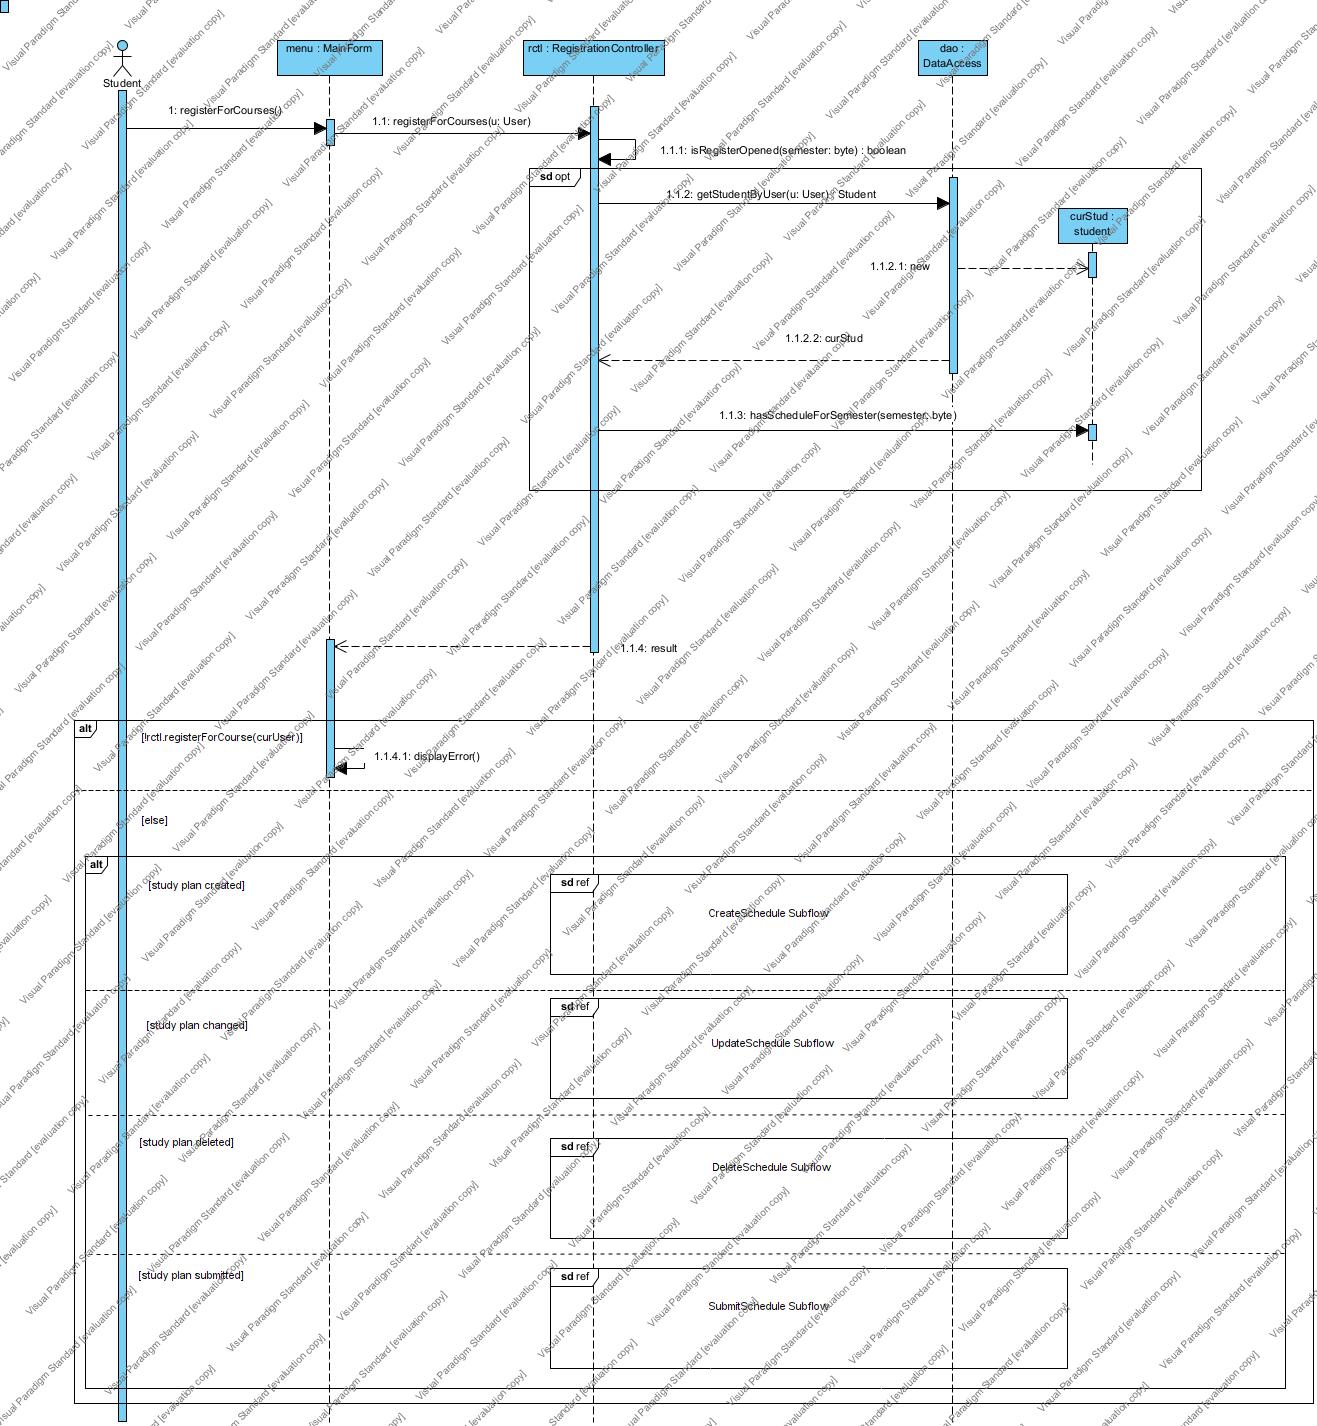 Student
menu : MainForm
rctl : RegistrationController
dao :
DataAccess
1: registerForCourses()
1.1: registerForCourses(u: User)
1.1.1: isRegisterOpened(semester: byte) : boolean
sd opt
1.1.2: getStudentByUser(u: User) : Student
curStud :
student
1.1.2.1: new
1.1.2.2: curStud
1.1.3: hasScheduleForSemester(semester: byte)
1.1.4: result
alt
[!rctl.registerForCourse(curUser)]
1.1.4.1: displayError()
[else]
alt
[study plan created]
sd ref
CreateSchedule Subflow
[study plan changed]
sd ref
UpdateSchedule Subflow
[study plan deleted]
sd ref
DeleteSchedule Subflow
[study plan submitted]
sd ref
SubmitSchedule Subflow
Visual Paradigm Standard [evaluation copy]